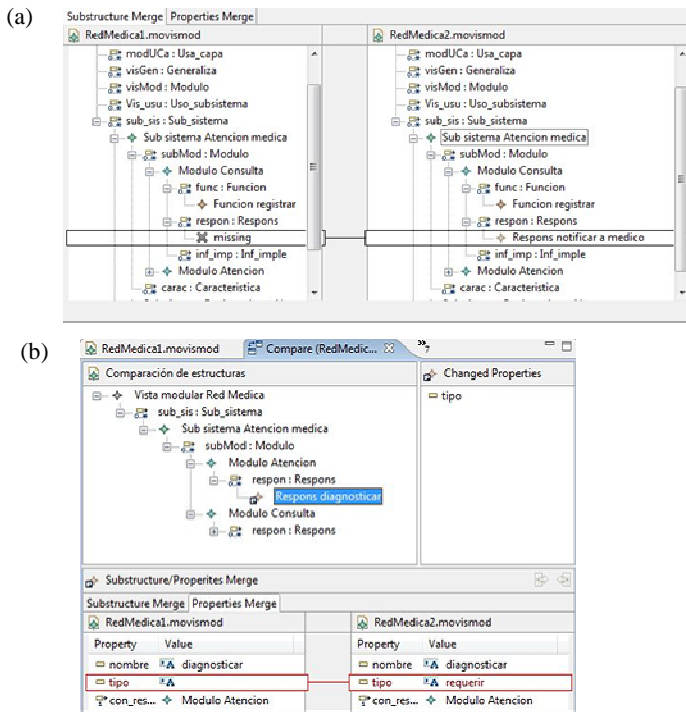 (a)
Substructure Merge Properties Merge
RedMedica1.movismod
RedMedica2.movismod
modUCa : Usa_capa
visGen : Generaliza
visMod : Modulo
Vis_usu : Uso_subsistema
sub_sis : Sub_sistema
Sub sistema Atencion medica
subMod : Modulo
Modulo Consulta
func : Funcion
Funcion registrar
respon : Respons
missing
inf_imp : Inf_imple
Modulo Atencion
carac : Caracteristica
modUCa : Usa_capa
visGen : Generaliza
visMod : Modulo
Vis_usu : Uso_subsistema
sub_sis : Sub_sistema
Sub sistema Atencion medica
subMod : Modulo
Modulo Consulta
func : Funcion
Funcion registrar
respon : Respons
Respons notificar a medico
inf_imp : Inf_imple
Modulo Atencion
carac : Caracteristica
(b)
RedMedica1.movismod
Compare (RedMedic...
»7
Comparación de estructuras
Changed Properties
Vista modular Red Medica
sub_sis : Sub_sistema
Sub sistema Atencion medica
subMod : Modulo
Modulo Atencion
respon : Respons
Respons diagnosticar
Modulo Consulta
respon : Respons
tipo
Substructure/Properites Merge
Substructure Merge Properties Merge
RedMedica1.movismod
RedMedica2.movismod
Property Value
nombre diagnosticar
tipo
con_res... Modulo Atencion
Property Value
nombre diagnosticar
tipo requerir
con_res... Modulo Atencion